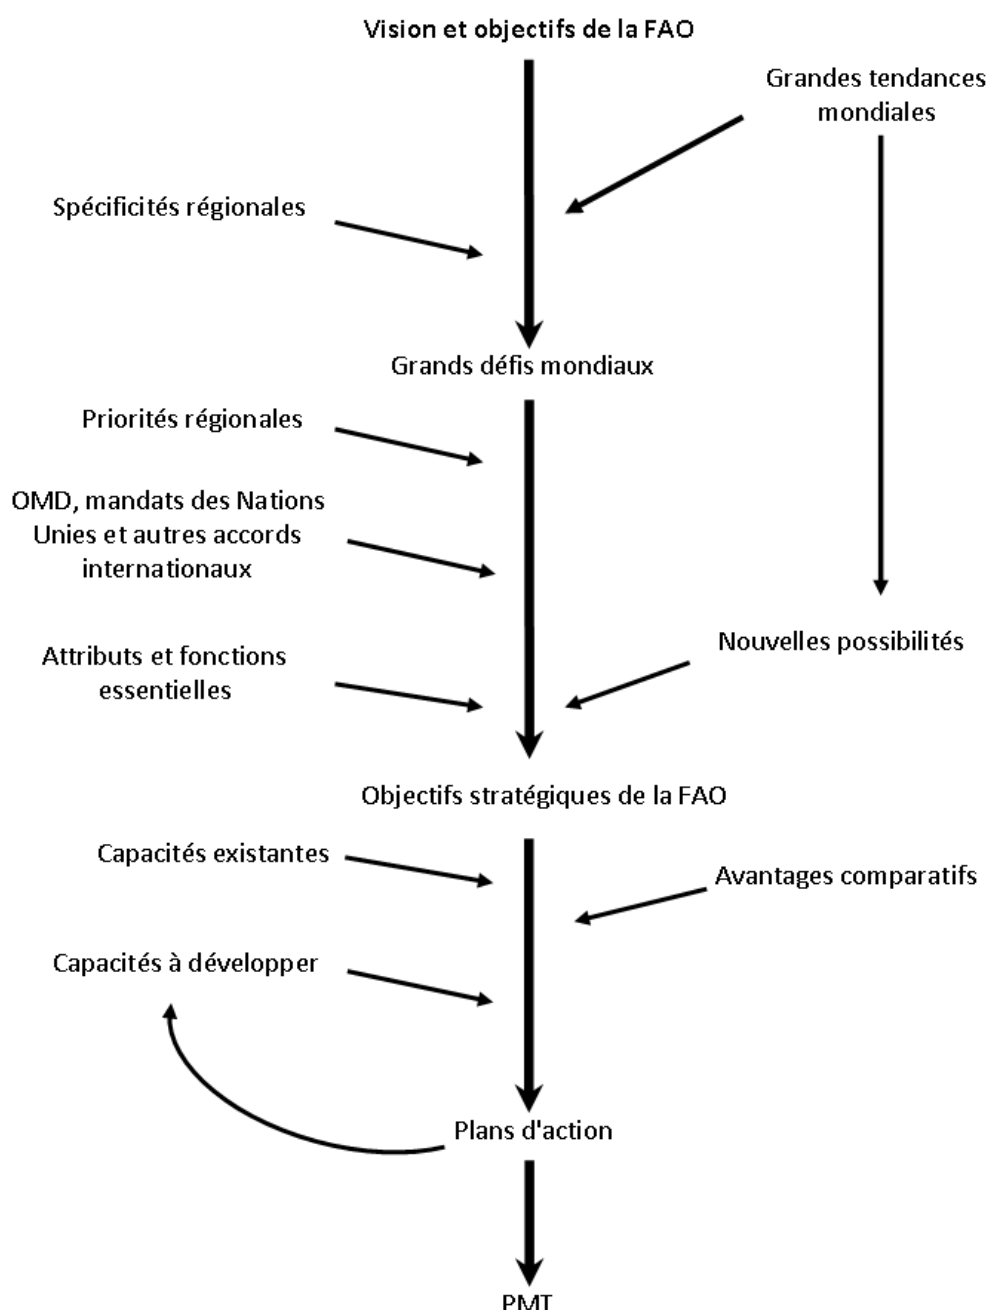 Vision et objectifs de la FAO
Grandes tendances
mondiales
Spécificités régionales
Grands défis mondiaux
Priorités régionales
OMD, mandats des Nations
Unies et autres accords
internationaux
Nouvelles possibilités
Attributs et fonctions
essentielles
Objectifs stratégiques de la FAO
Capacités existantes
Avantages comparatifs
Capacités à développer
Plans d'action
PMT